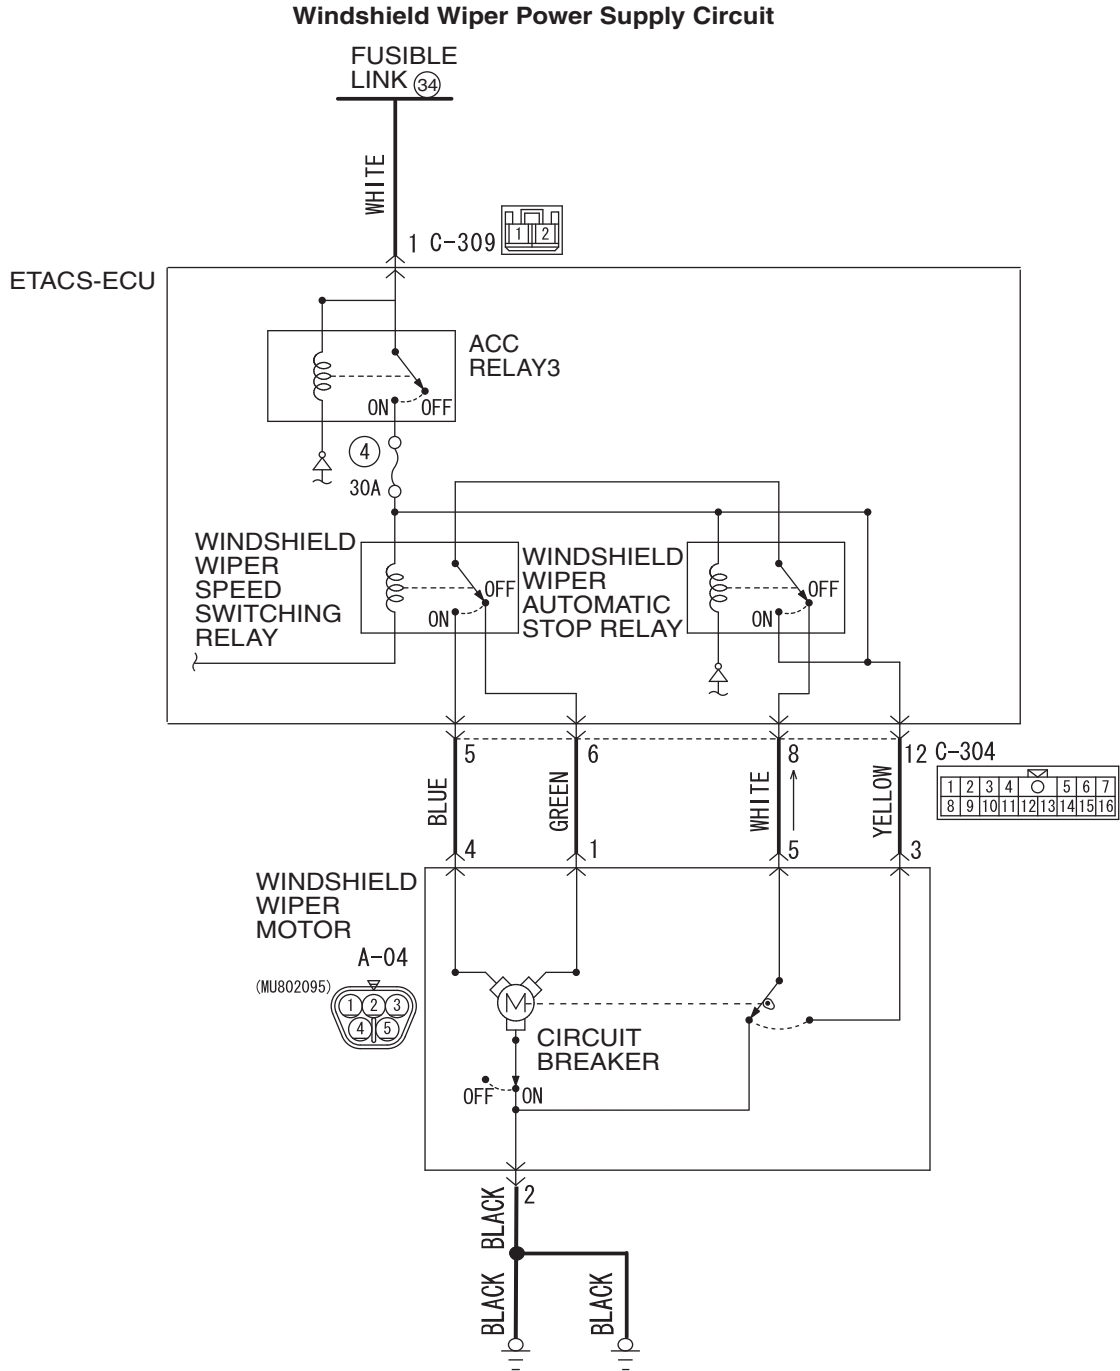 Windshield Wiper Power Supply Circuit
FUSIBLE
LINK 34
WHITE
1 C-309
1 2
ETACS-ECU
ACC
RELAY3
ON OFF
4
30A
WINDSHIELD
WIPER
SPEED
SWITCHING
RELAY
OFF
ON
WINDSHIELD
WIPER
AUTOMATIC
STOP RELAY
OFF
ON
5 6 8 12 C-304
1 2 3 4 5 6 7
8 9 10 11 12 13 14 15 16
BLUE GREEN WHITE YELLOW
4 1 5 3
WINDSHIELD
WIPER
MOTOR
A-04
(MU802095)
1 2 3
4 5
M
CIRCUIT
BREAKER
OFF ON
2
BLACK
BLACK BLACK